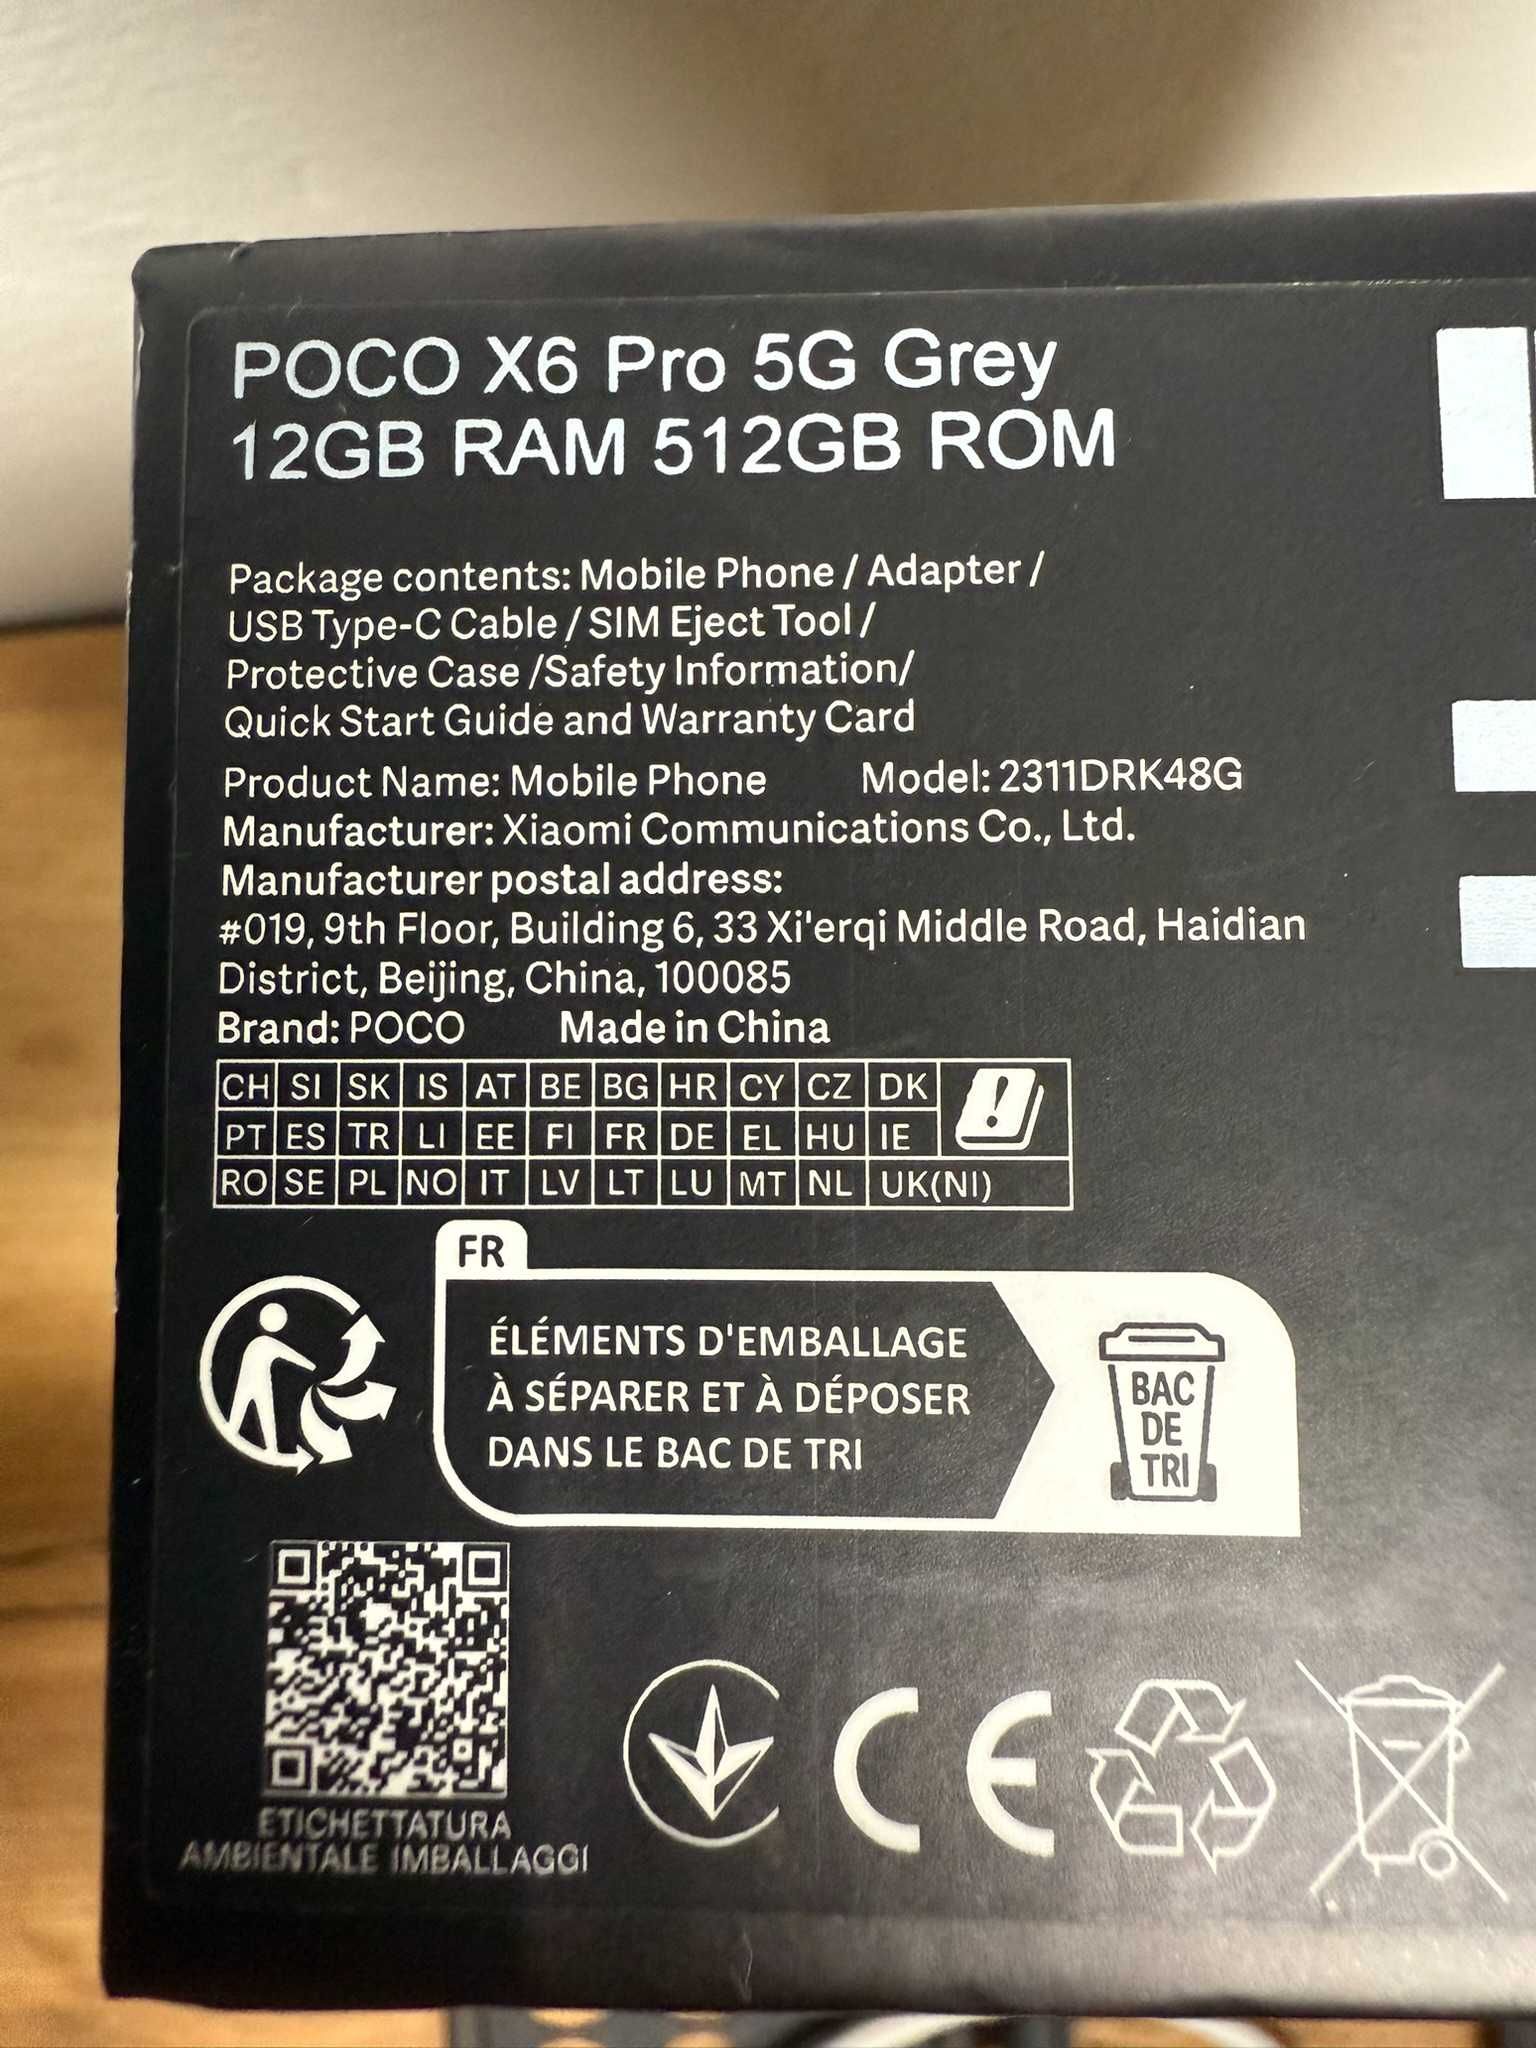 POCO X6 Pro 5G Grey
12GB RAM 512GB ROM
Package contents: Mobile Phone / Adapter /
USB Type-C Cable / SIM Eject Tool /
Protective Case /Safety Information/
Quick Start Guide and Warranty Card
Product Name: Mobile Phone Model: 2311DRK48G
Manufacturer: Xiaomi Communications Co., Ltd.
Manufacturer postal address:
#019, 9th Floor, Building 6, 33 Xi'erqi Middle Road, Haidian
District, Beijing, China, 100085
Brand: POCO Made in China
CH SI SK IS AT BE BG HR CY CZ DK
PT ES TR LI EE FI FR DE EL HU IE
RO SE PL NO IT LV LT LU MT NL UK(NI)
FR
ÉLÉMENTS D'EMBALLAGE
À SÉPARER ET À DÉPOSER
DANS LE BAC DE TRI
BAC
DE
TRI
ETICHETTATURA
AMBIENTALE IMBALLAGGI
CE